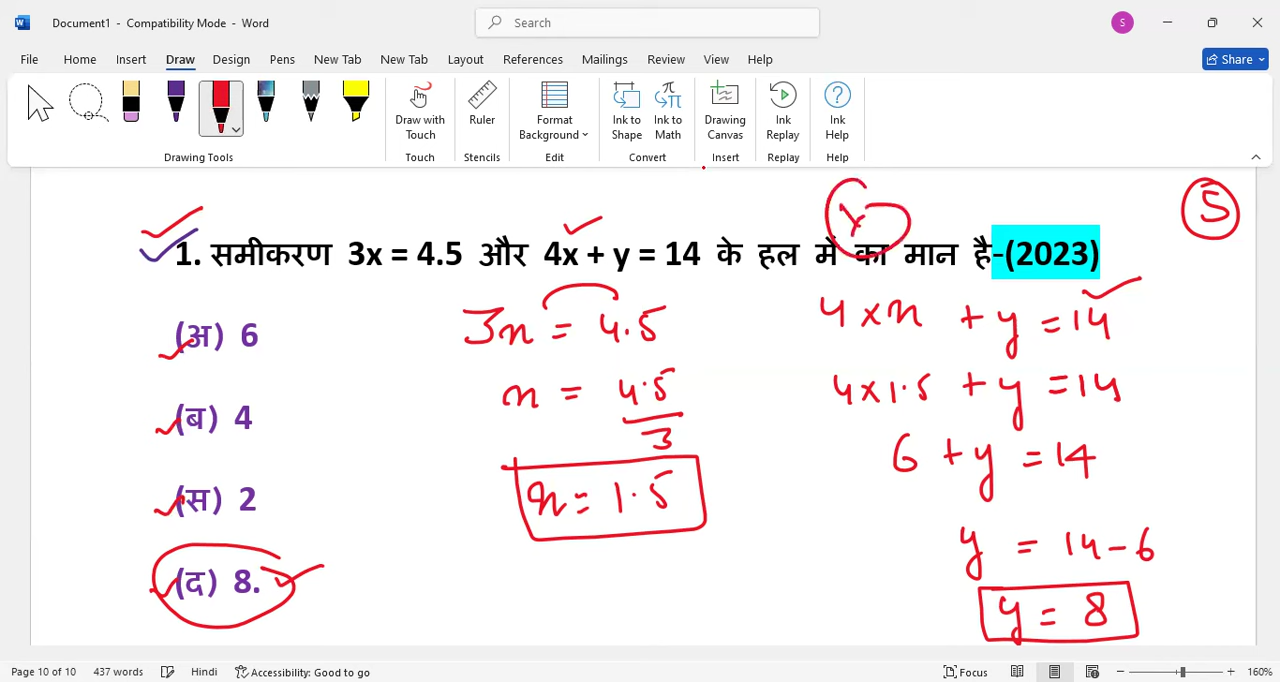 Document1 - Compatibility Mode - Word
Search
S
File Home Insert Draw Design Pens New Tab New Tab Layout References Mailings Review View Help
Share
Draw with Touch
Ruler
Format Background
Ink to Shape
Ink to Math
Drawing Canvas
Ink Replay
Ink Help
Drawing Tools Touch Stencils Edit Convert Insert Replay Help
5
1. समीकरण 3x = 4.5 और 4x + y = 14 के हल में का मान है-(2023)
(अ) 6
(ब) 4
(स) 2
(द) 8.
3x = 4.5
x = 4.5/3
x = 1.5
4 × x + y = 14
4 × 1.5 + y = 14
6 + y = 14
y = 14 - 6
y = 8
Page 10 of 10 437 words Hindi Accessibility: Good to go Focus 160%